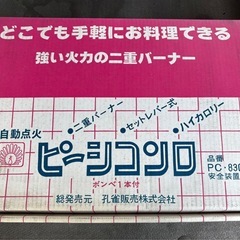 どこでも手軽にお料理できる
強い火力の二重バーナー
●二重バーナー
●セットレバー式
●ハイカロリー
自動点火
ピーシコンロ
ボンベ1本付
品番
PC-830
安全装置
総発売元 孔雀販売株式会社